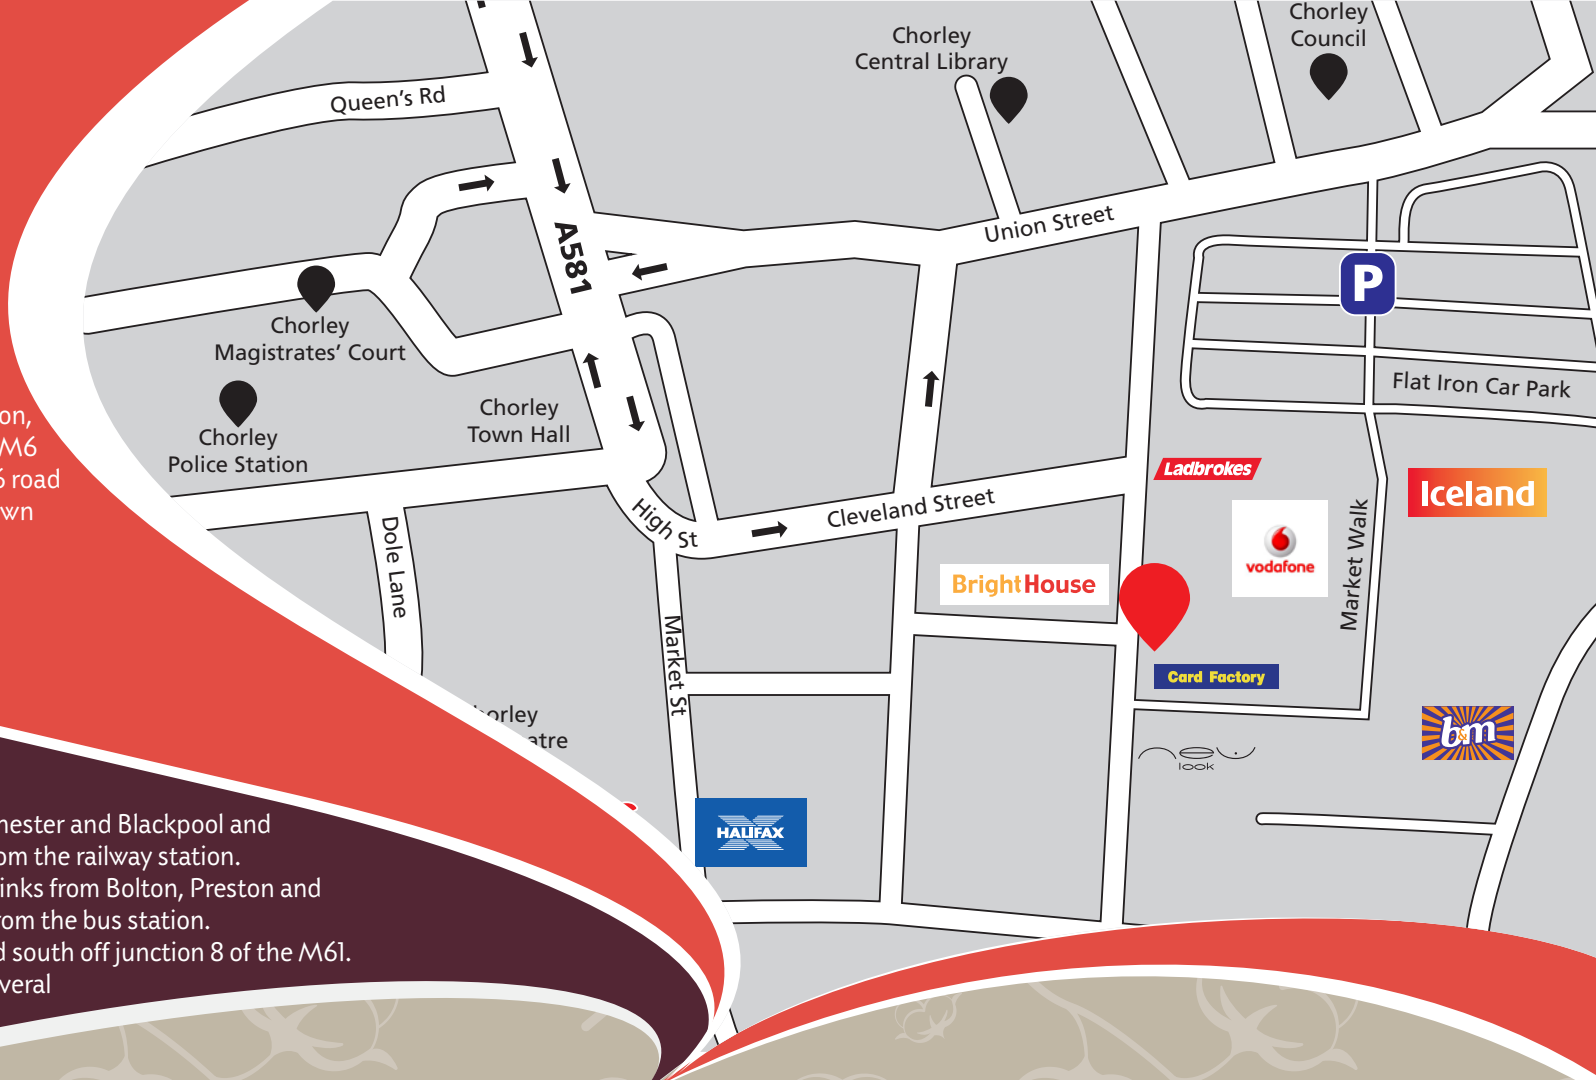 Chorley
Central Library
Chorley
Council
Queen's Rd
A581
Union Street
P
Chorley
Magistrates' Court
Flat Iron Car Park
Chorley
Town Hall
Chorley
Police Station
on,
M6
road
wn
Ladbrokes
Iceland
High St
Cleveland Street
Dole Lane
vodafone
Market Walk
BrightHouse
Market St
Card Factory
b&m
new
look
HALIFAX
hester and Blackpool and
om the railway station.
inks from Bolton, Preston and
rom the bus station.
d south off junction 8 of the M61.
veral